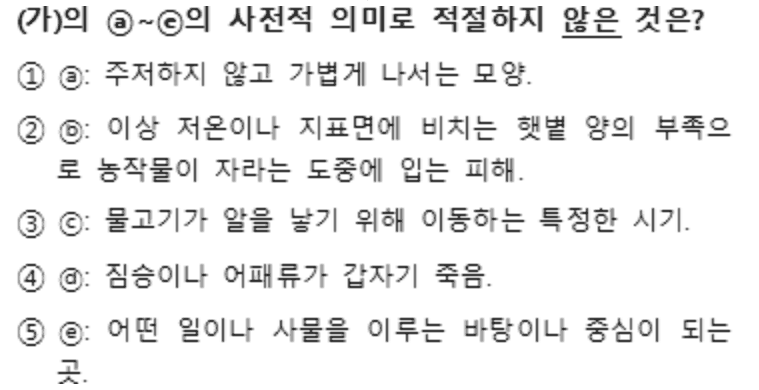 (가)의 ⓐ~ⓔ의 사전적 의미로 적절하지 않은 것은?
① ⓐ: 주저하지 않고 가볍게 나서는 모양.
② ⓑ: 이상 저온이나 지표면에 비치는 햇볕 양의 부족으
로 농작물이 자라는 도중에 입는 피해.
③ ⓒ: 물고기가 알을 낳기 위해 이동하는 특정한 시기.
④ ⓓ: 짐승이나 어패류가 갑자기 죽음.
⑤ ⓔ: 어떤 일이나 사물을 이루는 바탕이나 중심이 되는
곳.